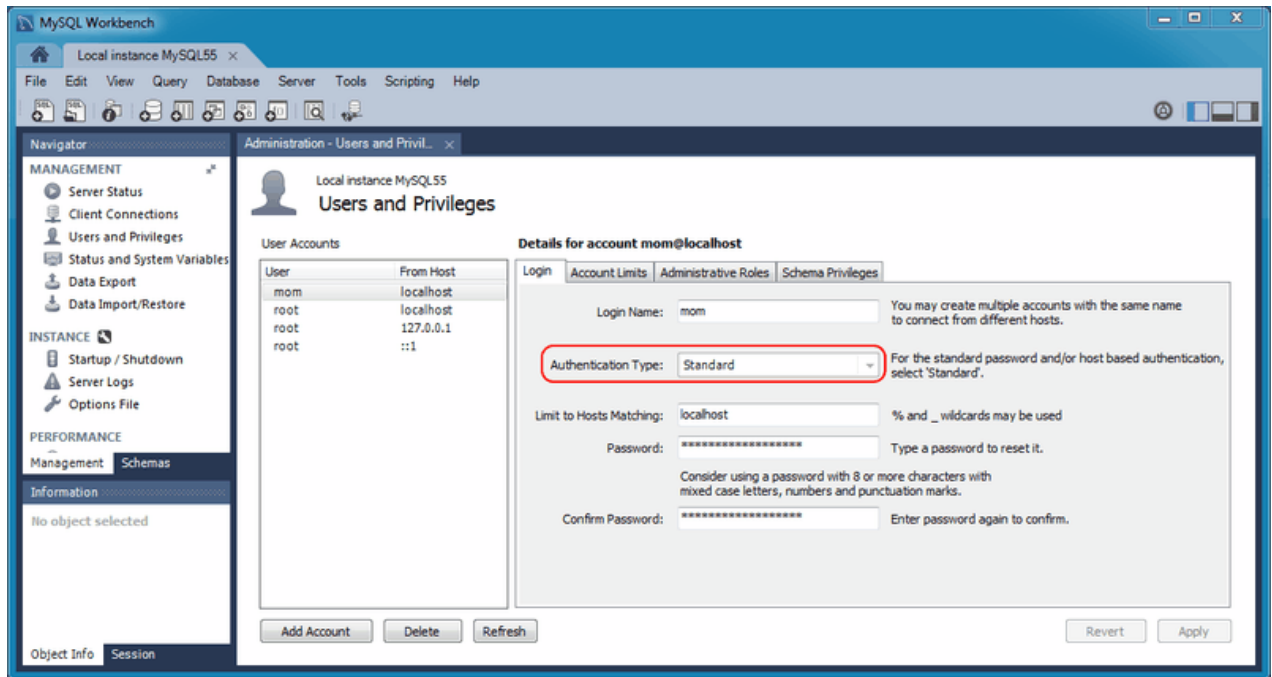 MySQL Workbench
Local instance MySQL55
File Edit View Query Database Server Tools Scripting Help
Navigator
MANAGEMENT
Server Status
Client Connections
Users and Privileges
Status and System Variables
Data Export
Data Import/Restore
INSTANCE
Startup / Shutdown
Server Logs
Options File
PERFORMANCE
Management Schemas
Information
No object selected
Object Info Session
Administration - Users and Privil...
Local instance MySQL55
Users and Privileges
User Accounts
User From Host
mom localhost
root localhost
root 127.0.0.1
root ::1
Add Account Delete Refresh
Details for account mom@localhost
Login Account Limits Administrative Roles Schema Privileges
Login Name: mom
You may create multiple accounts with the same name
to connect from different hosts.
Authentication Type: Standard
For the standard password and/or host based authentication,
select 'Standard'.
Limit to Hosts Matching: localhost % and _ wildcards may be used
Password: ****************** Type a password to reset it.
Consider using a password with 8 or more characters with
mixed case letters, numbers and punctuation marks.
Confirm Password: ****************** Enter password again to confirm.
Revert Apply